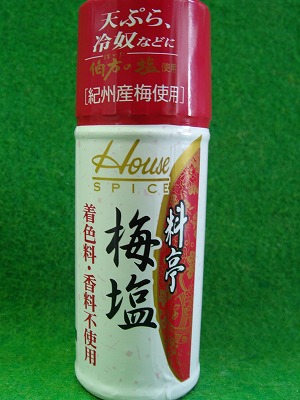 天ぷら、
冷奴などに
伯方の塩使用
[紀州産梅使用]
House
SPICE
料亭
梅塩
着色料・香料不使用